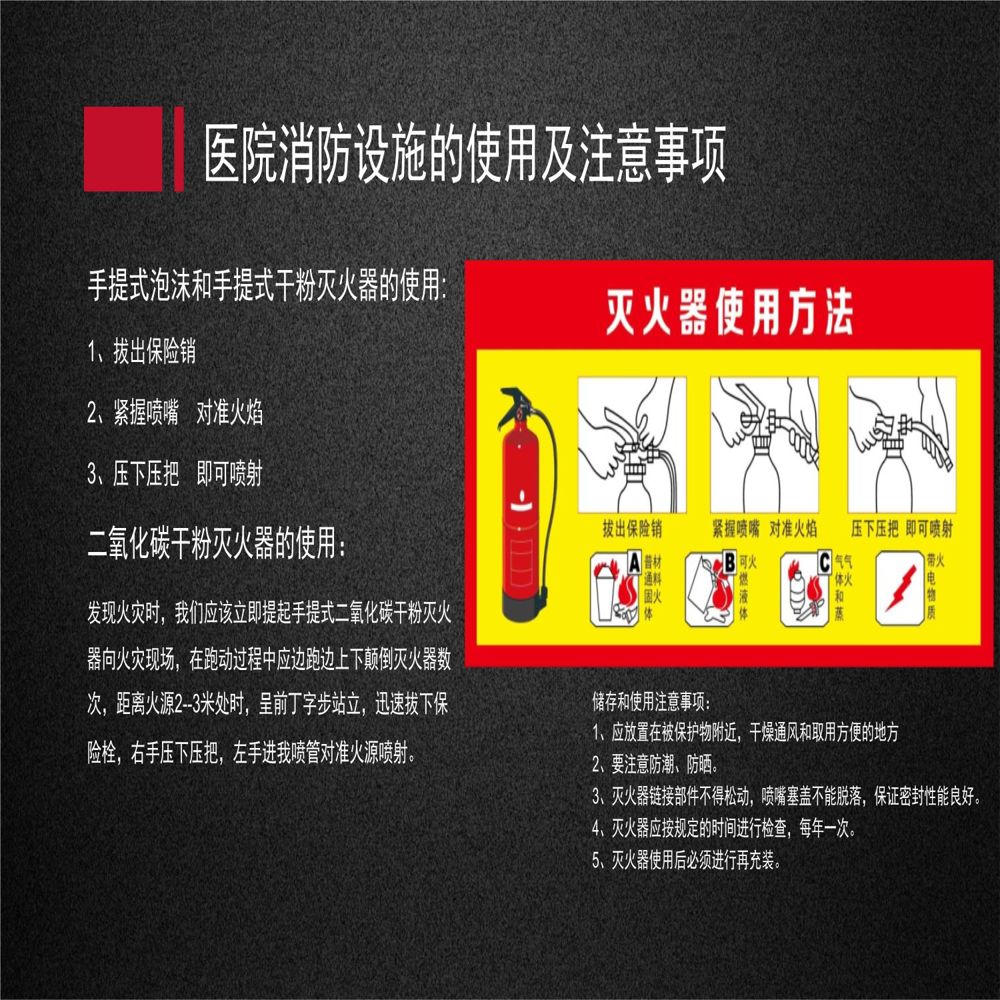 医院消防设施的使用及注意事项
手提式泡沫和手提式干粉灭火器的使用:
1、拔出保险销
2、紧握喷嘴　对准火焰
3、压下压把　即可喷射
二氧化碳干粉灭火器的使用：
发现火灾时，我们应该立即提起手提式二氧化碳干粉灭火
器向火灾现场，在跑动过程中应边跑边上下颠倒灭火器数
次，距离火源2--3米处时，呈前丁字步站立，迅速拔下保
险栓，右手压下压把，左手进我喷管对准火源喷射。
灭火器使用方法
拔出保险销
紧握喷嘴 对准火焰
压下压把 即可喷射
A
普通固体
材料火
B
可燃液体
火
C
气体和蒸
气火
带电物质
火
储存和使用注意事项：
1、应放置在被保护物附近，干燥通风和取用方便的地方
2、要注意防潮、防晒。
3、灭火器链接部件不得松动，喷嘴塞盖不能脱落，保证密封性能良好。
4、灭火器应按规定的时间进行检查，每年一次。
5、灭火器使用后必须进行再充装。